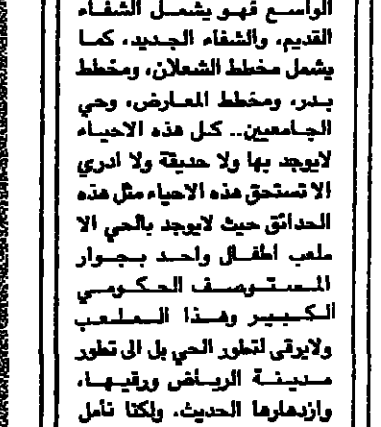 الواسع فهو يشمل الشفاء
القديم، والشفاء الجديد، كما
يشمل مخطط الشعلان، ومخطط
بدر، ومخطط المعارض، وحي
الجامعيين.. كل هذه الاحياء
لايوجد بها ولا حديقة ولا ادري
الا تستحق هذه الاحياء مثل هذه
الحدائق حيث لايوجد بالحي الا
ملعب اطفال واحد بجوار
المستوصف الحكومي
الكبير وهذا الملعب
ولايرقى لتطور الحي بل الى تطور
مدينة الرياض ورقيها،
وازدهارها الحديث. ولكنا نأمل